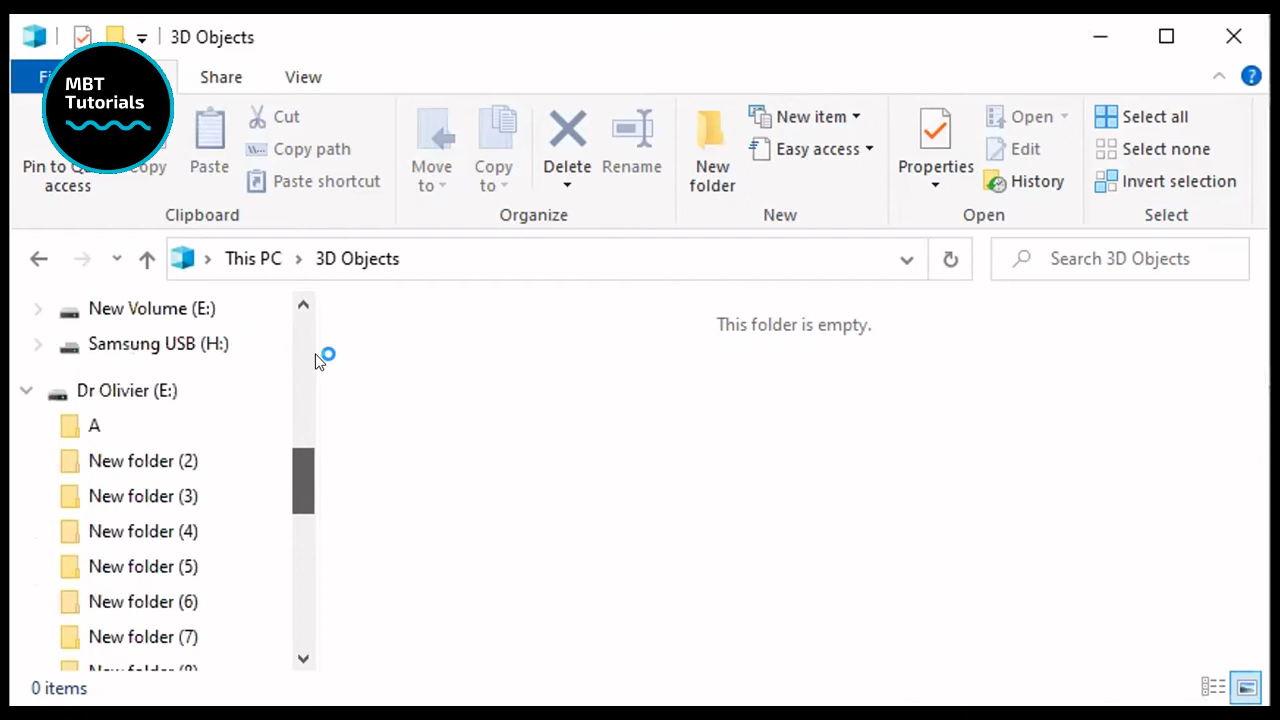 3D Objects
MBT
Tutorials
Share
View
Cut
Copy path
Paste shortcut
Paste
Pin to
access
Move
to
Copy
to
Delete
Rename
New
folder
New item
Easy access
Properties
Open
Edit
History
Select all
Select none
Invert selection
Clipboard
Organize
New
Open
Select
This PC > 3D Objects
Search 3D Objects
New Volume (E:)
Samsung USB (H:)
Dr Olivier (E:)
A
New folder (2)
New folder (3)
New folder (4)
New folder (5)
New folder (6)
New folder (7)
New folder (8)
This folder is empty.
0 items